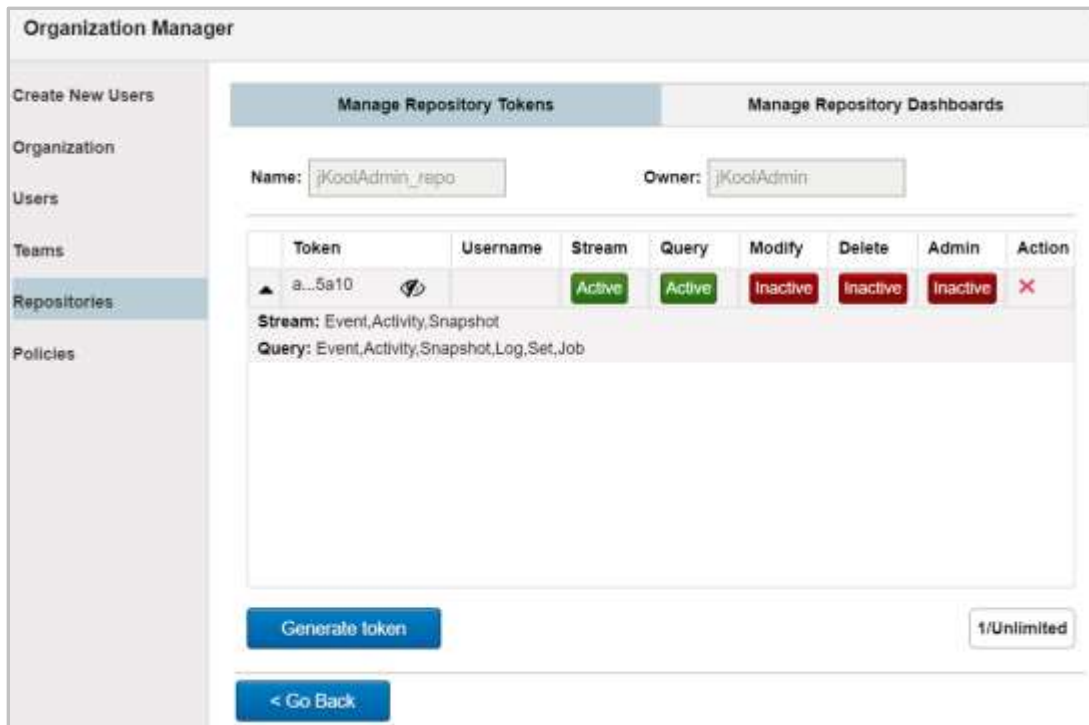 Organization Manager
Create New Users
Organization
Users
Teams
Repositories
Policies
Manage Repository Tokens Manage Repository Dashboards
Name: jKoolAdmin_repo Owner: jKoolAdmin
Token Username Stream Query Modify Delete Admin Action
a...5a10 Active Active Inactive Inactive Inactive
Stream: Event,Activity,Snapshot
Query: Event,Activity,Snapshot,Log,Set,Job
Generate token 1/Unlimited
< Go Back